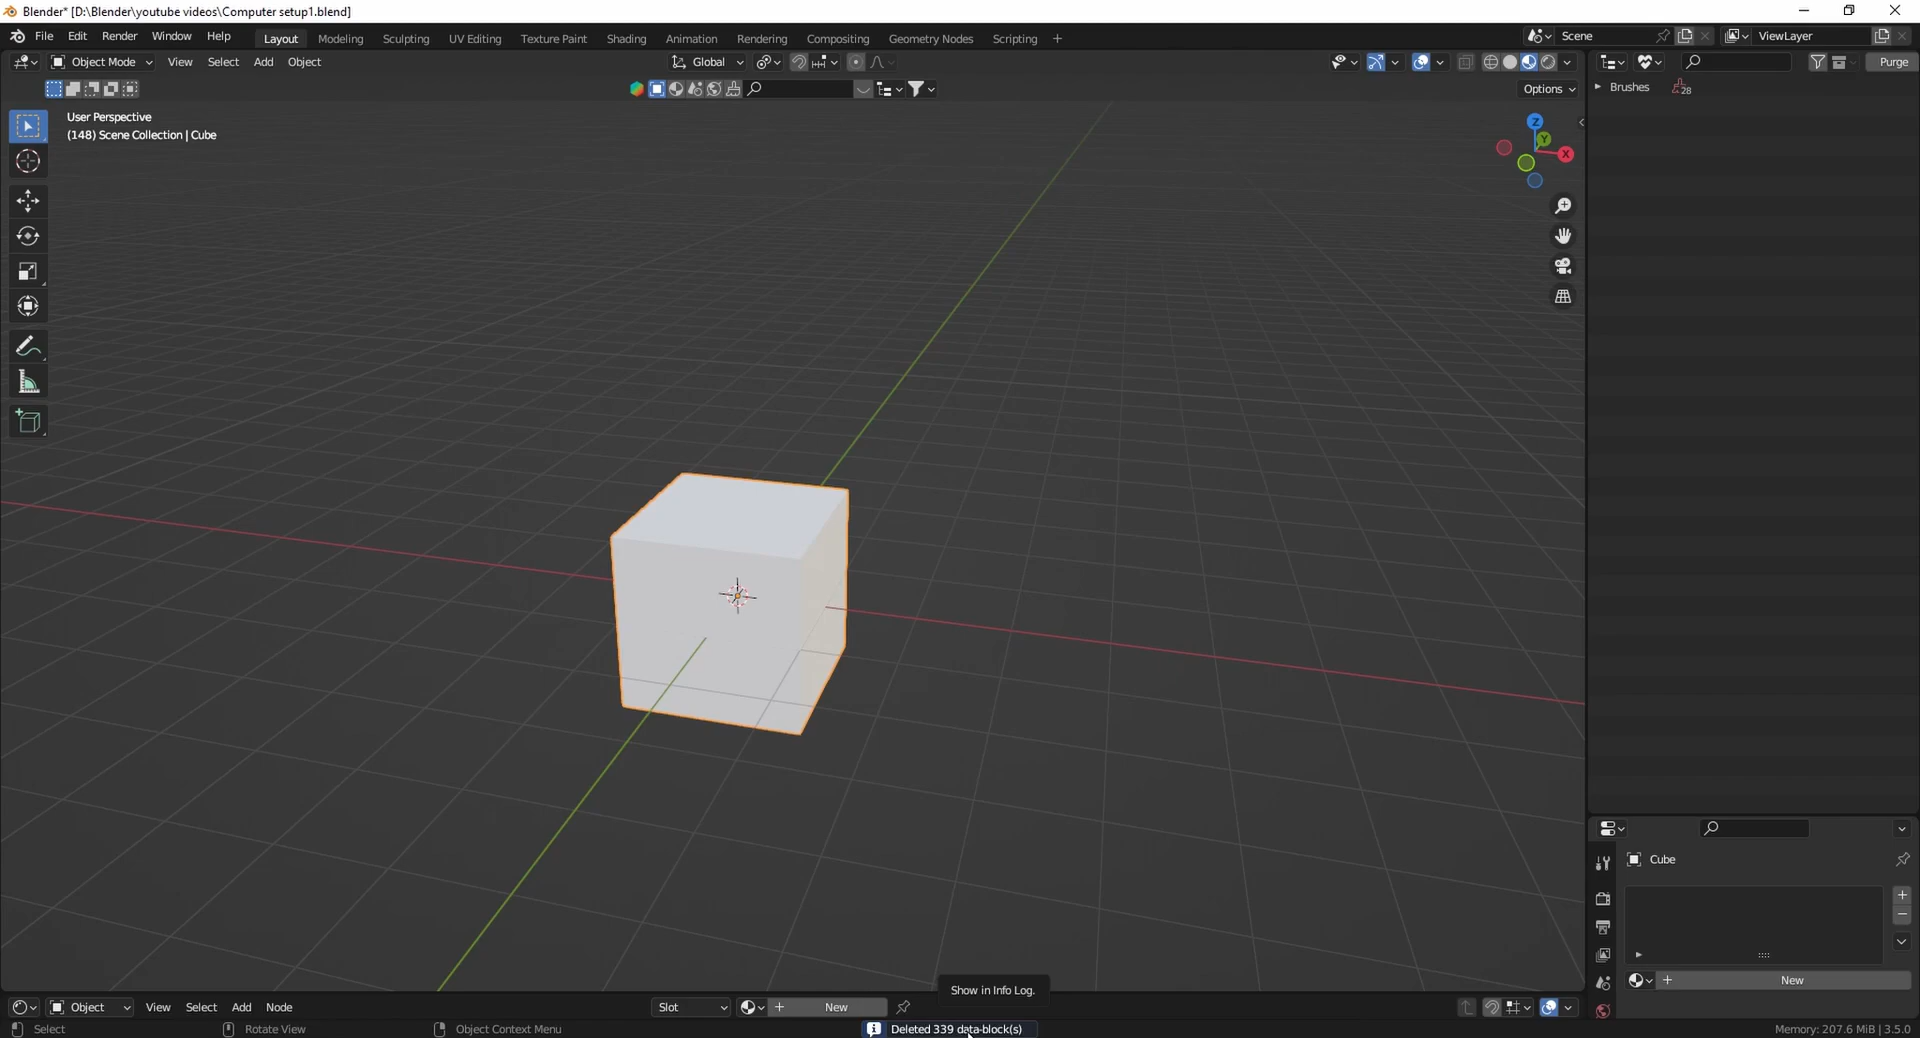 Blender* [D:\Blender\youtube videos\Computer setup1.blend]
File Edit Render Window Help Layout Modeling Sculpting UV Editing Texture Paint Shading Animation Rendering Compositing Geometry Nodes Scripting + Scene ViewLayer
Object Mode View Select Add Object Global Purge
Options
Brushes 28
User Perspective
(148) Scene Collection | Cube
Z
Y
X
Cube
+
−
+ New
Show in Info Log.
Object View Select Add Node Slot + New
Select Rotate View Object Context Menu Deleted 339 data-block(s) Memory: 207.6 MiB | 3.5.0